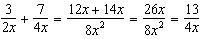 3/2x + 7/4x = 12x + 14x/8x² = 26x/8x² = 13/4x